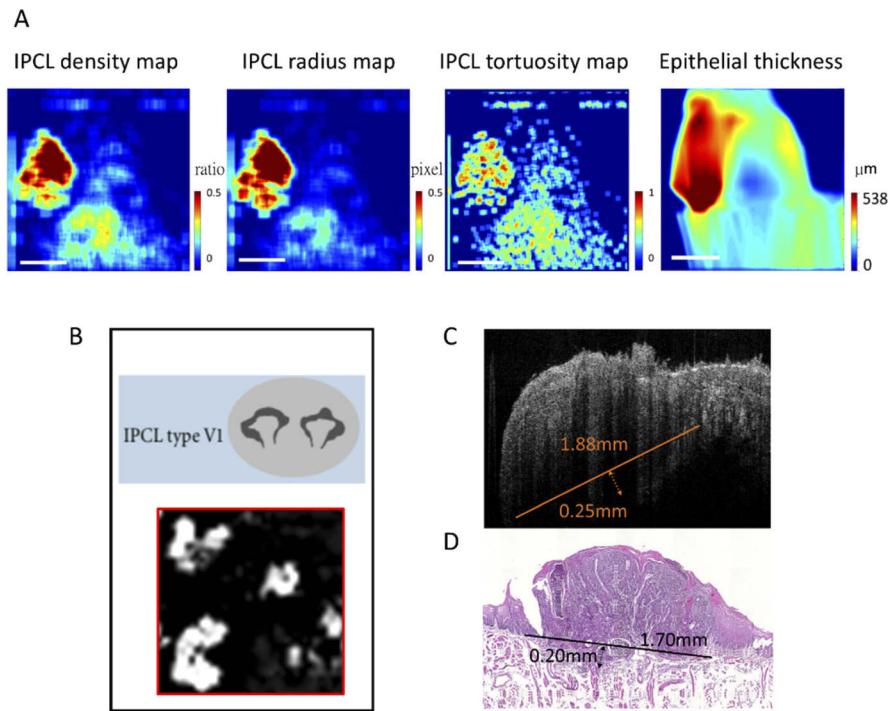 A
IPCL density map
IPCL radius map
IPCL tortuosity map
Epithelial thickness
ratio
0.5
0
pixel
0.5
0
1
0
μm
538
0
B
IPCL type V1
C
1.88mm
0.25mm
D
1.70mm
0.20mm